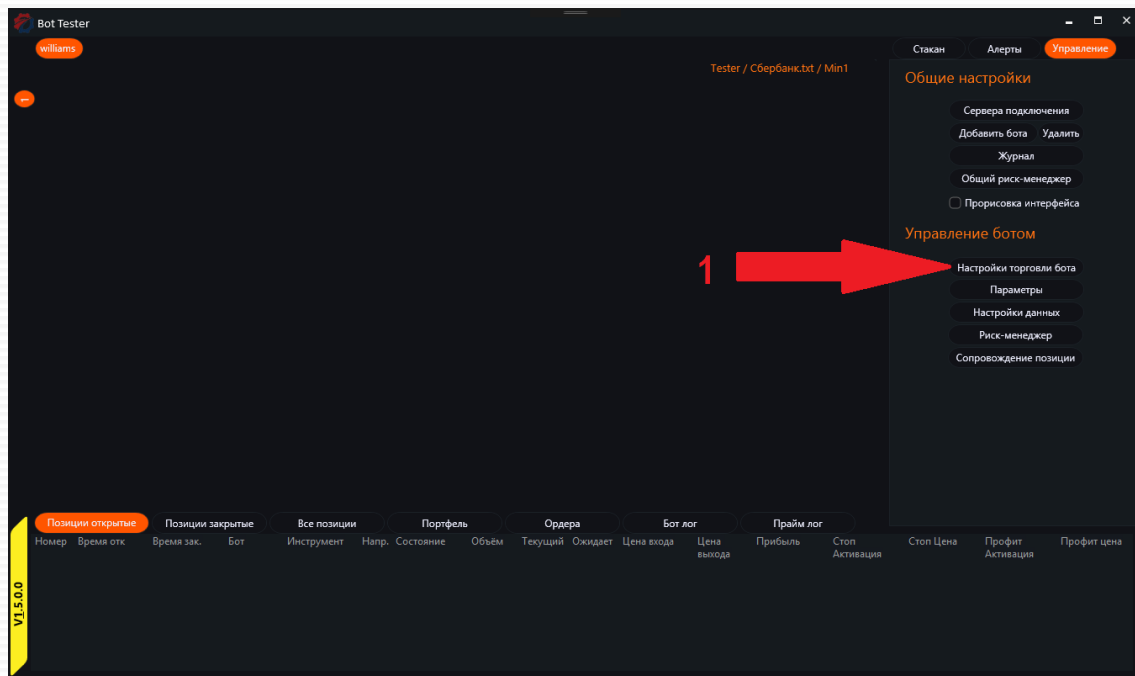 Bot Tester
williams
Стакан Алерты Управление
Tester / Сбербанк.txt / Min1
Общие настройки
1
Сервера подключения
Добавить бота Удалить
Журнал
Общий риск-менеджер
Прорисовка интерфейса
Управление ботом
1
Настройки торговли бота
Параметры
Настройки данных
Риск-менеджер
Сопровождение позиции
Позиции открытые Позиции закрытые Все позиции Портфель Ордера Бот лог Прайм лог
Номер Время отк Время зак. Бот Инструмент Напр. Состояние Объём Текущий Ожидает Цена входа Цена выхода Прибыль Стоп Активация Стоп Цена Профит Активация Профит цена
V1.5.0.0